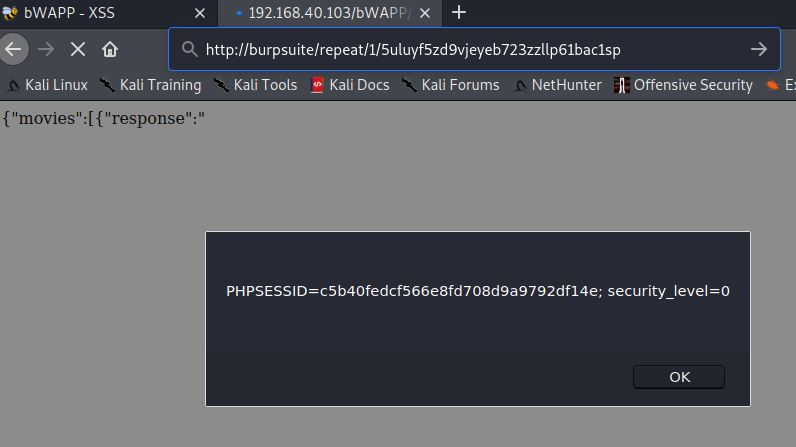 bWAPP - XSS
192.168.40.103/bWAPP/
http://burpsuite/repeat/1/5uluyf5zd9vjeyeb723zzllp61bac1sp
Kali Linux Kali Training Kali Tools Kali Docs Kali Forums NetHunter Offensive Security Ex
{"movies":[{"response":"
PHPSESSID=c5b40fedcf566e8fd708d9a9792df14e; security_level=0
OK